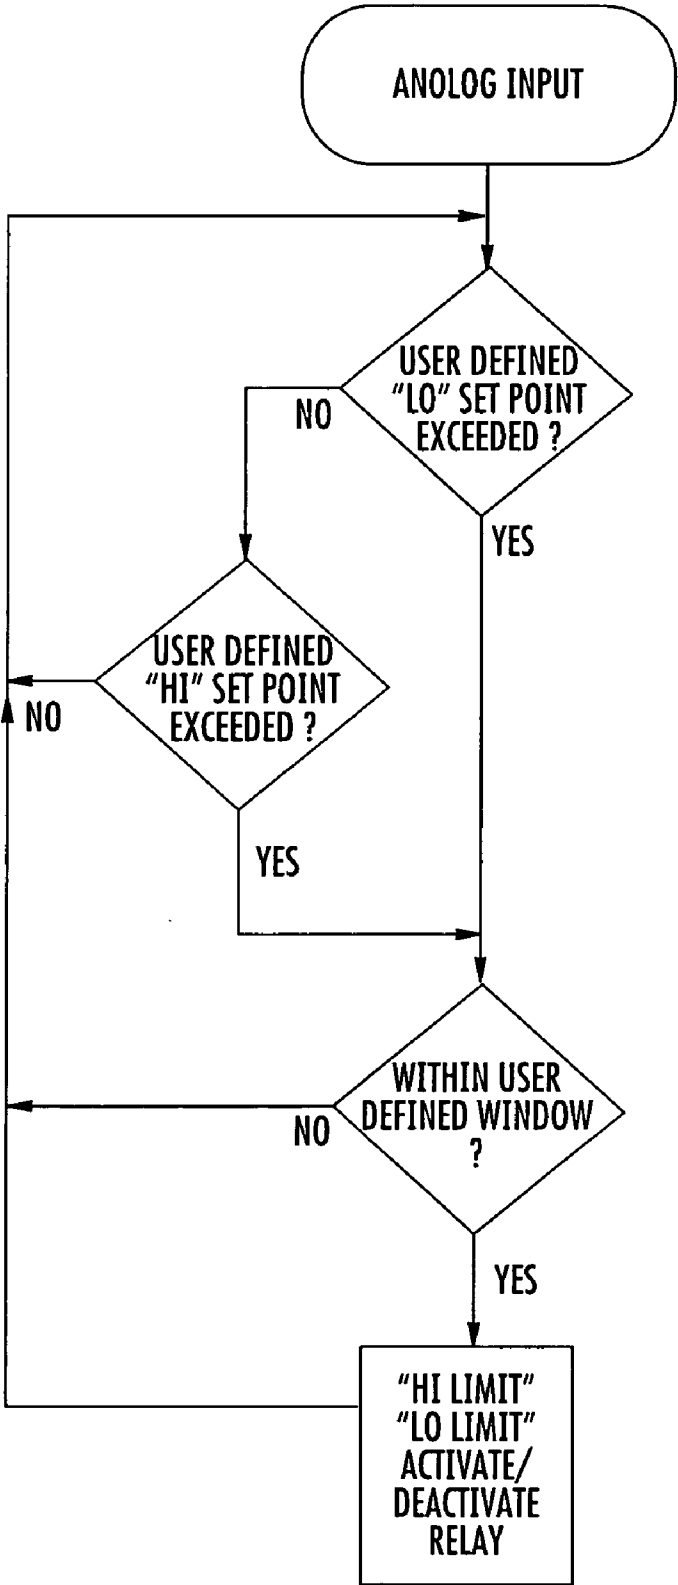 ANOLOG INPUT
USER DEFINED
"LO" SET POINT
EXCEEDED ?
NO
YES
USER DEFINED
"HI" SET POINT
EXCEEDED ?
NO
YES
WITHIN USER
DEFINED WINDOW
?
NO
YES
"HI LIMIT"
"LO LIMIT"
ACTIVATE/
DEACTIVATE
RELAY